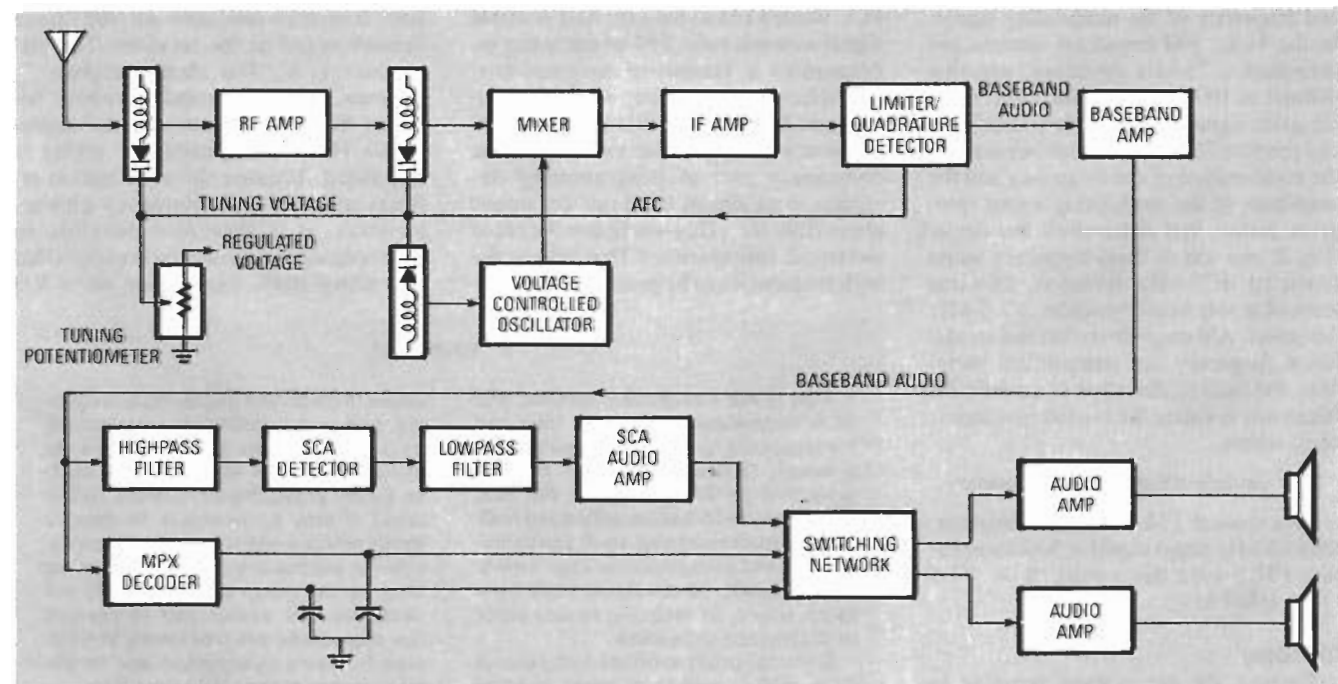 RF AMP
MIXER
IF AMP
LIMITER/
QUADRATURE
DETECTOR
BASEBAND
AUDIO
BASEBAND
AMP
TUNING VOLTAGE
AFC
REGULATED
VOLTAGE
VOLTAGE
CONTROLLED
OSCILLATOR
TUNING
POTENTIOMETER
BASEBAND AUDIO
HIGHPASS
FILTER
SCA
DETECTOR
LOWPASS
FILTER
SCA
AUDIO
AMP
AUDIO
AMP
MPX
DECODER
SWITCHING
NETWORK
AUDIO
AMP